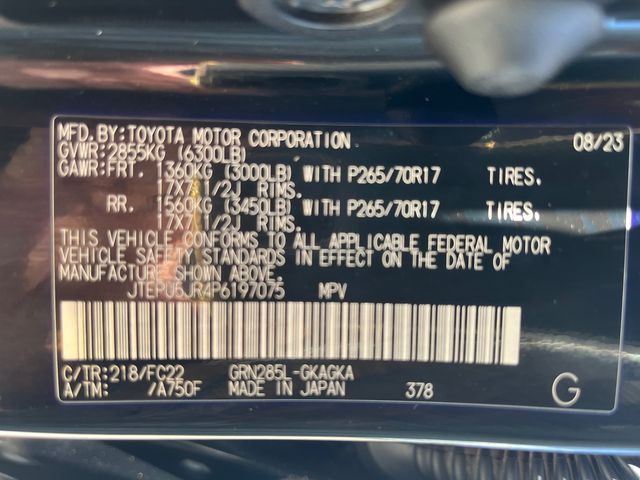 MFD.BY:TOYOTA MOTOR CORPORATION 08/23
GVWR:2855KG (6300LB)
GAWR:FRT. 1360KG (3000LB) WITH P265/70R17 TIRES.
17X7 1/2J RIMS.
RR. 1560KG (3450LB) WITH P265/70R17 TIRES.
17X7 1/2J RIMS.
THIS VEHICLE CONFORMS TO ALL APPLICABLE FEDERAL MOTOR
VEHICLE SAFETY STANDARDS IN EFFECT ON THE DATE OF
MANUFACTURE SHOWN ABOVE.
JTEPU5JR4P6197075 MPV
C/TR:218/FC22 GRN285L-GKAGKA
A/TM: /A750F MADE IN JAPAN 378 G